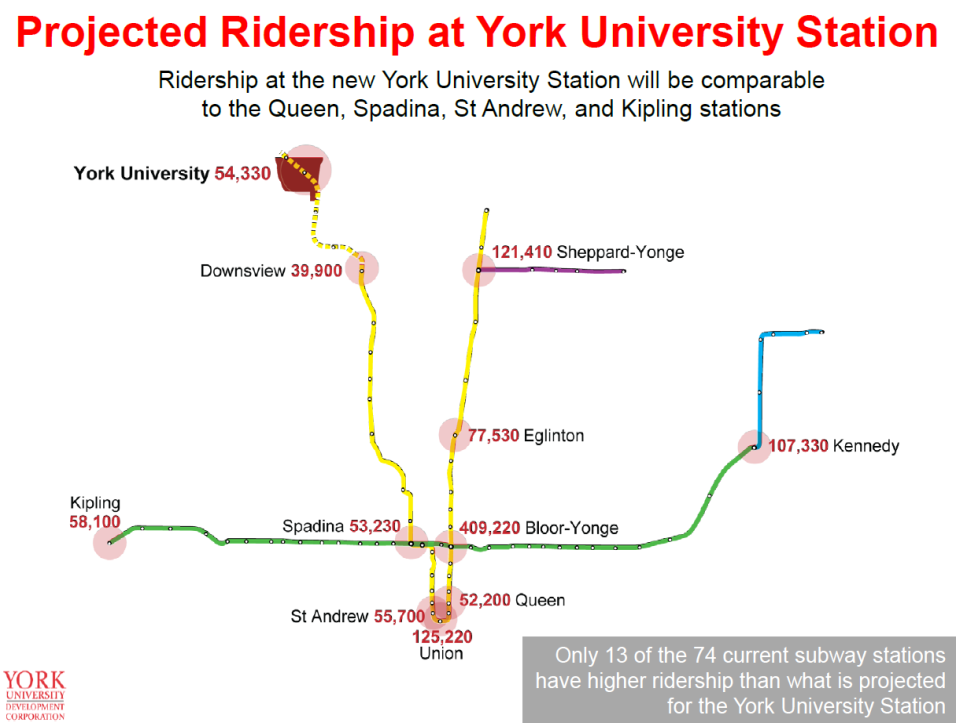 Projected Ridership at York University Station
Ridership at the new York University Station will be comparable
to the Queen, Spadina, St Andrew, and Kipling stations
York University 54,330
121,410 Sheppard-Yonge
Downsview 39,900
77,530 Eglinton
107,330 Kennedy
Kipling
58,100
Spadina 53,230
409,220 Bloor-Yonge
52,200 Queen
St Andrew 55,700
125,220
Union
Only 13 of the 74 current subway stations
have higher ridership than what is projected
for the York University Station
YORK
UNIVERSITY
DEVELOPMENT
CORPORATION